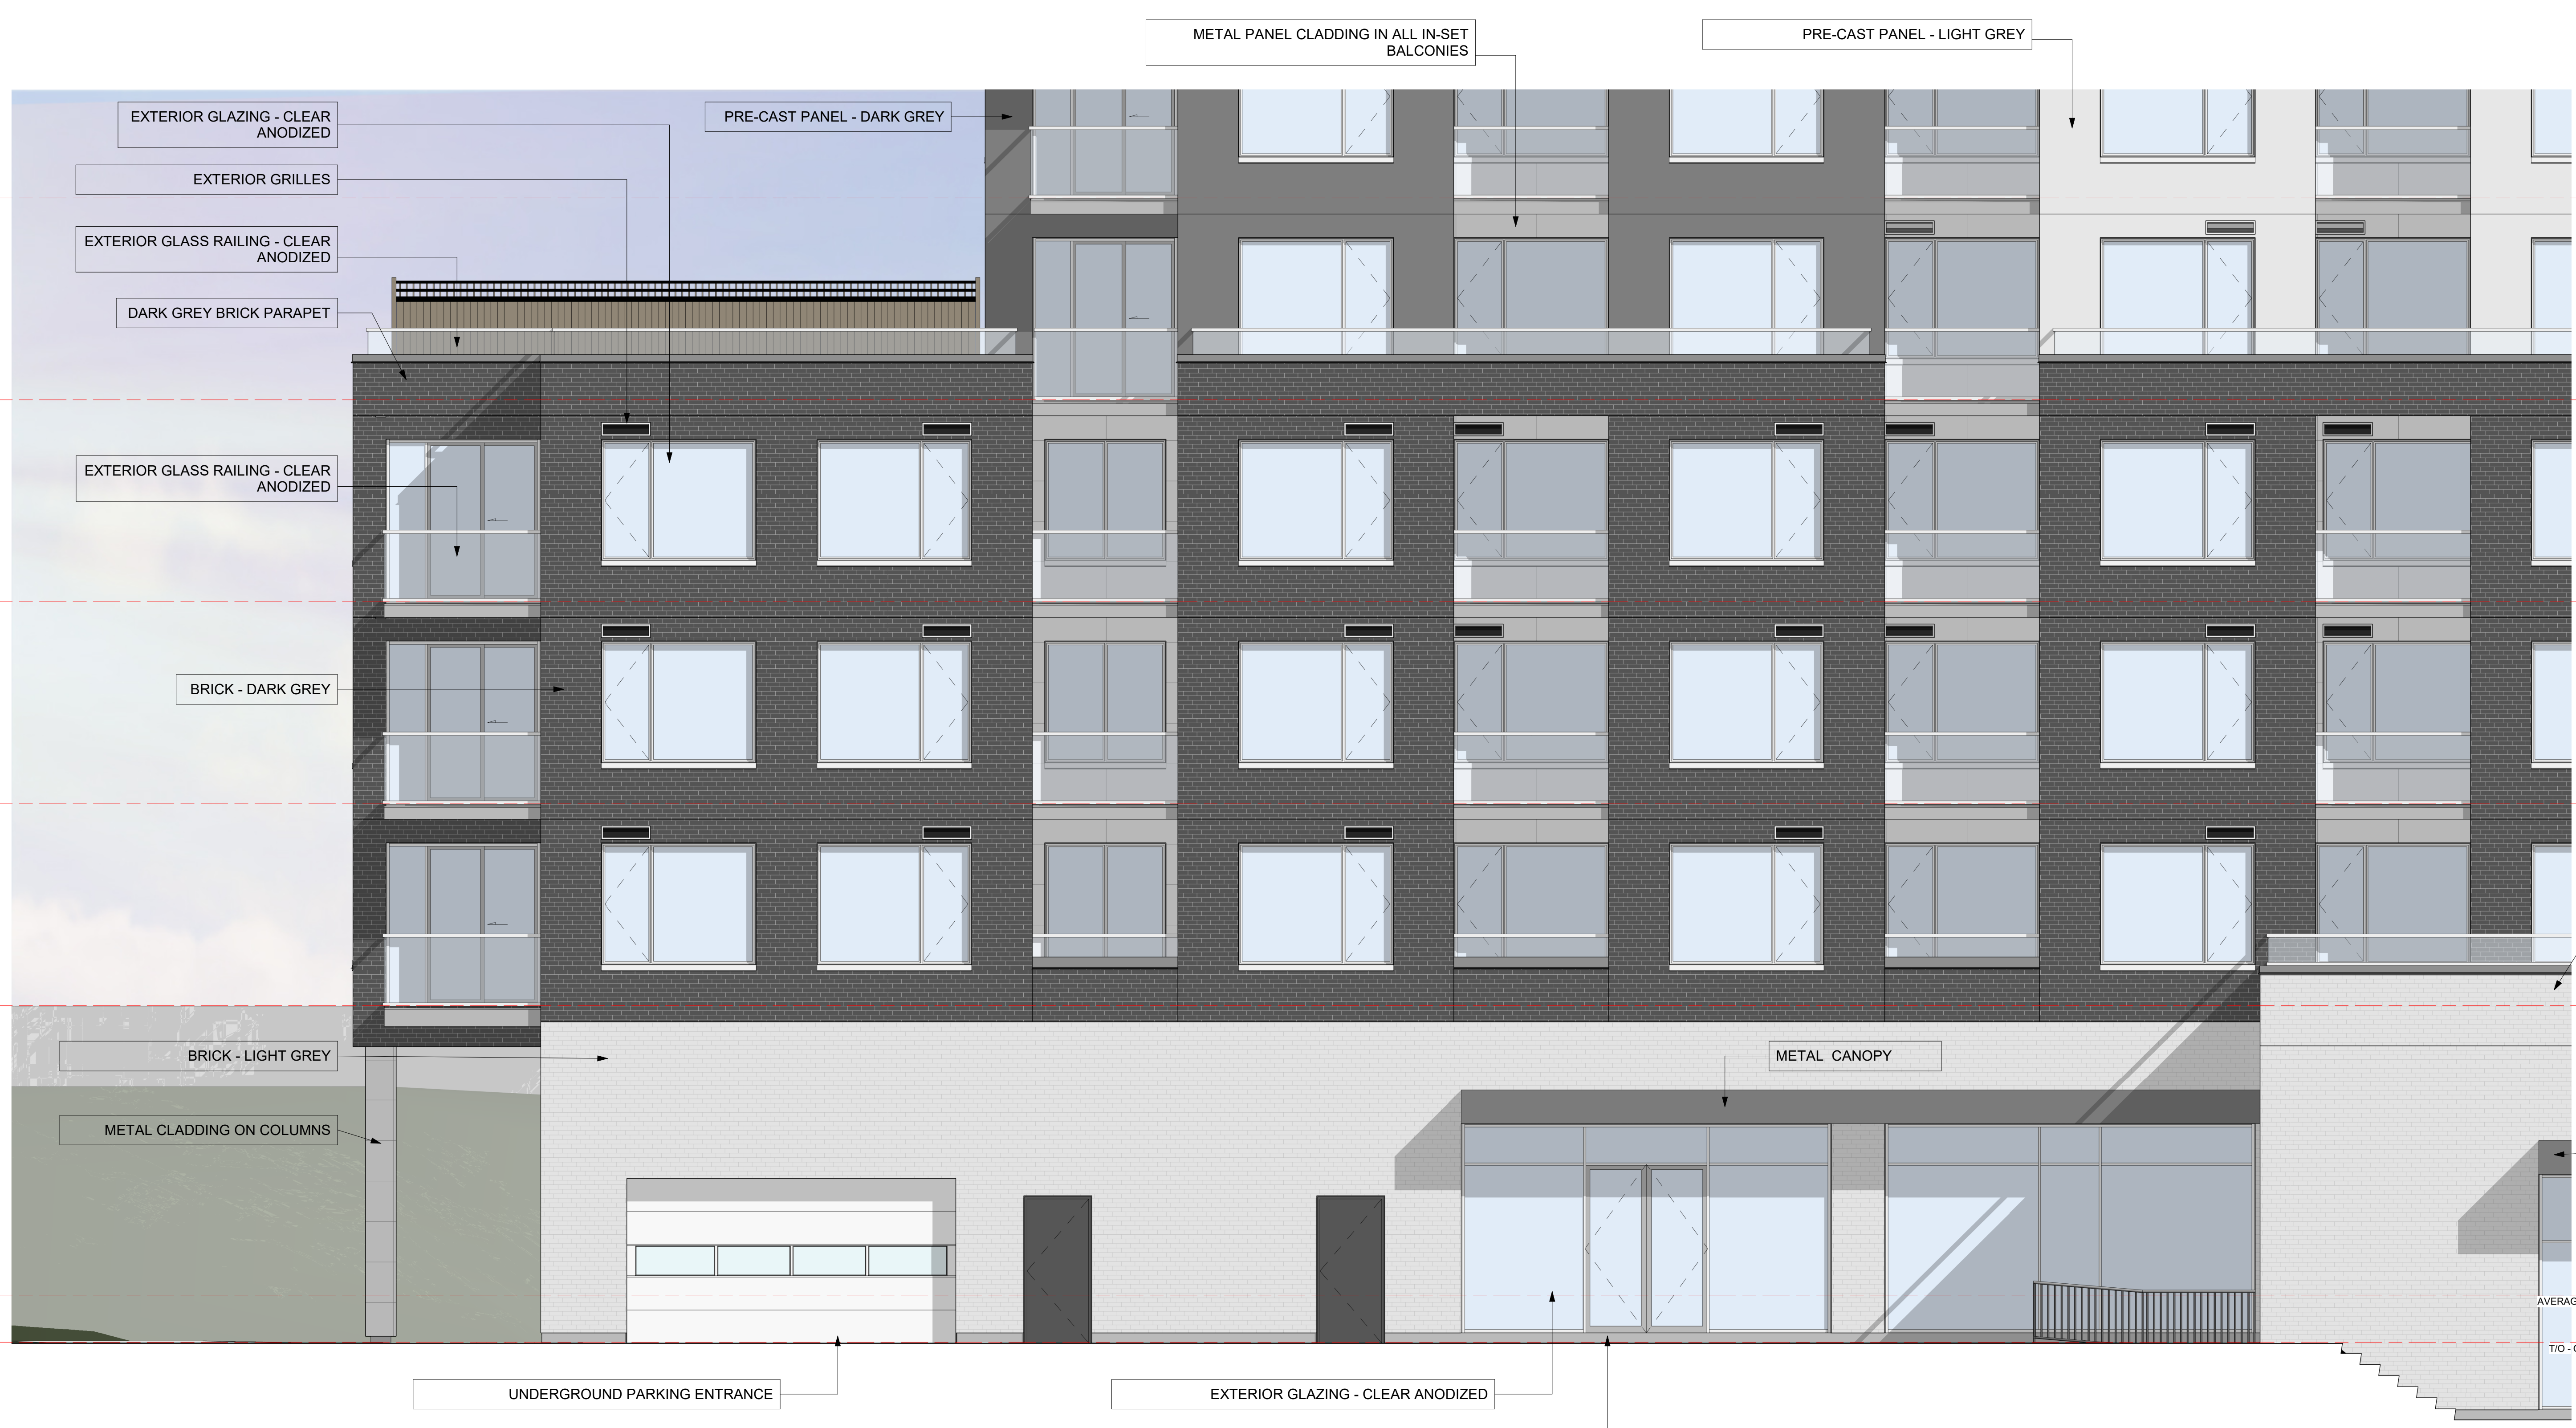 METAL PANEL CLADDING IN ALL IN-SET
BALCONIES
PRE-CAST PANEL - LIGHT GREY
EXTERIOR GLAZING - CLEAR
ANODIZED
PRE-CAST PANEL - DARK GREY
EXTERIOR GRILLES
EXTERIOR GLASS RAILING - CLEAR
ANODIZED
DARK GREY BRICK PARAPET
EXTERIOR GLASS RAILING - CLEAR
ANODIZED
BRICK - DARK GREY
BRICK - LIGHT GREY
METAL CANOPY
METAL CLADDING ON COLUMNS
T/O -
UNDERGROUND PARKING ENTRANCE
EXTERIOR GLAZING - CLEAR ANODIZED